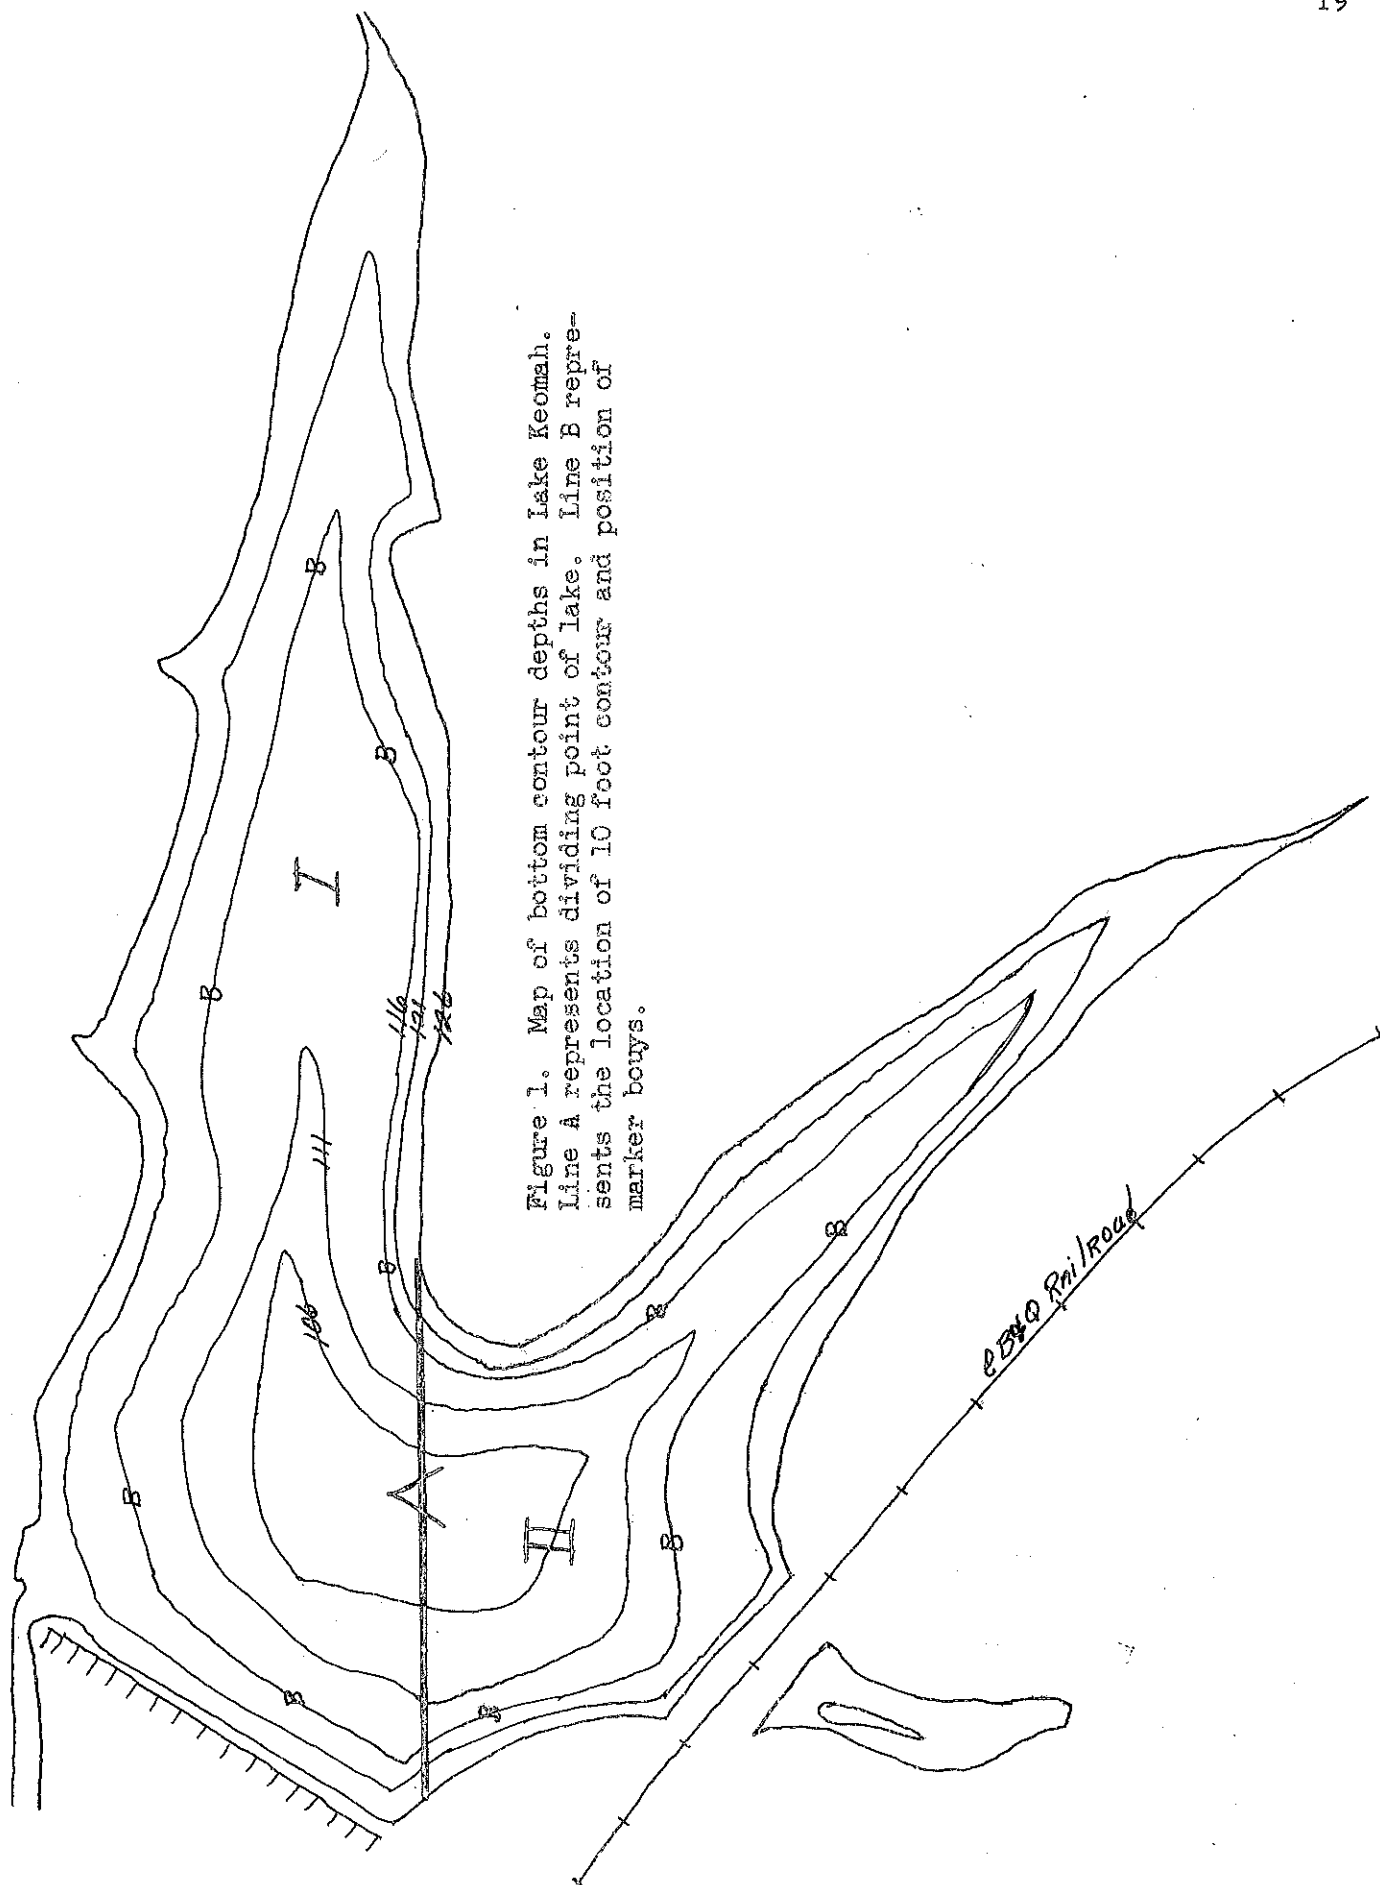 19
Figure 1. Map of bottom contour depths in Lake Keomah.
Line A represents dividing point of lake. Line B repre-
sents the location of 10 foot contour and position of
marker bouys.
B
B
I
B
116
121
126
111
B
106
B
B
A
B
II
B
B
B
CB&Q Railroad